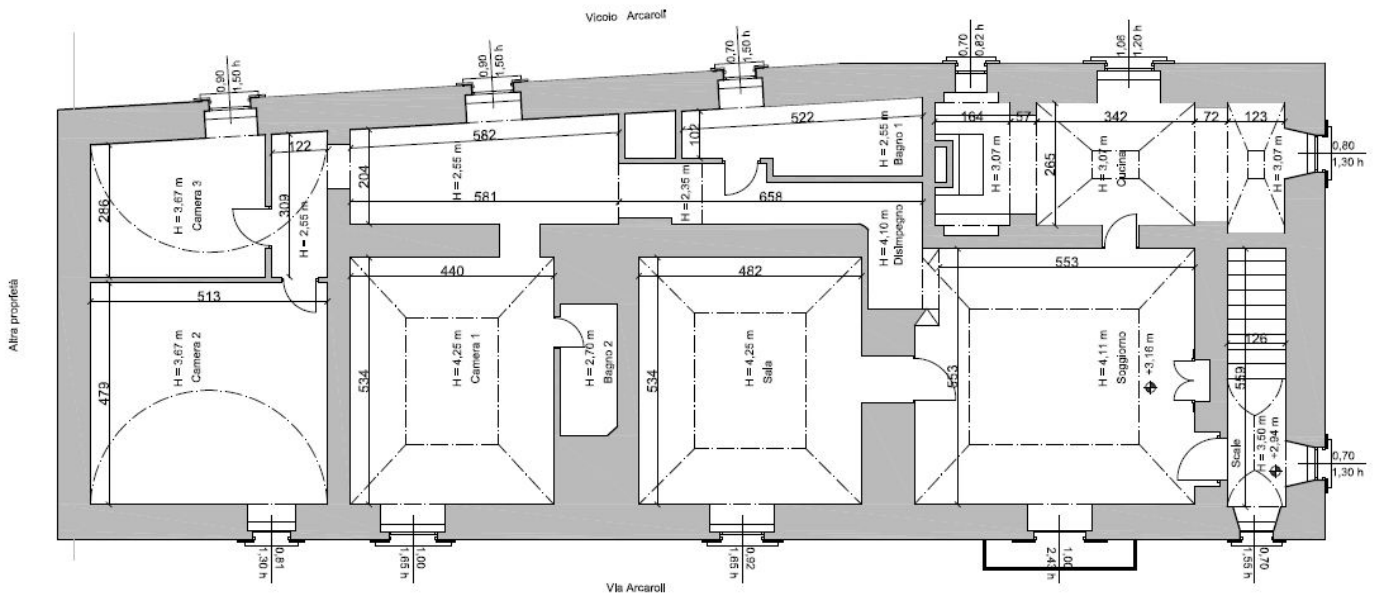 Vicolo Arcaroli
0,90
1,50 h
0,90
1,50 h
0,70
1,50 h
0,70
0,82 h
1,06
1,20 h
122
582
522
102
164
57
342
72
123
0,80
1,30 h
286
H = 3,67 m
Camera 3
309
H = 2,55 m
204
H = 2,55 m
581
H = 2,35 m
658
H = 2,55 m
Bagno 1
H = 3,07 m
265
H = 3,07 m
Cucina
H = 3,07 m
H = 4,10 m
Disimpegno
513
440
482
553
Altra proprietà
479
H = 3,67 m
Camera 2
534
H = 4,25 m
Camera 1
H = 2,70 m
Bagno 2
534
H = 4,25 m
Sala
553
H = 4,11 m
Soggiorno
+3,16 m
126
559
Scale
H = 3,50 m
+2,94 m
0,70
1,30 h
0,81
1,30 h
1,00
1,65 h
0,92
1,65 h
1,00
2,43 h
0,70
1,55 h
Via Arcaroli